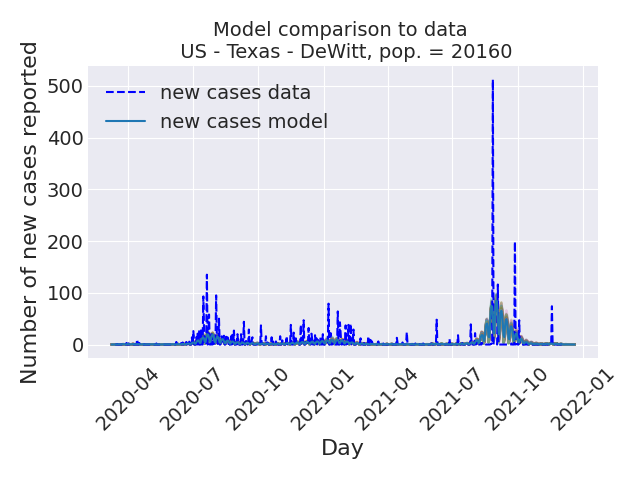 Model comparison to data
US - Texas - DeWitt, pop. = 20160
Number of new cases reported
500
400
300
200
100
0
new cases data
new cases model
2020-04
2020-07
2020-10
2021-01
2021-04
2021-07
2021-10
2022-01
Day